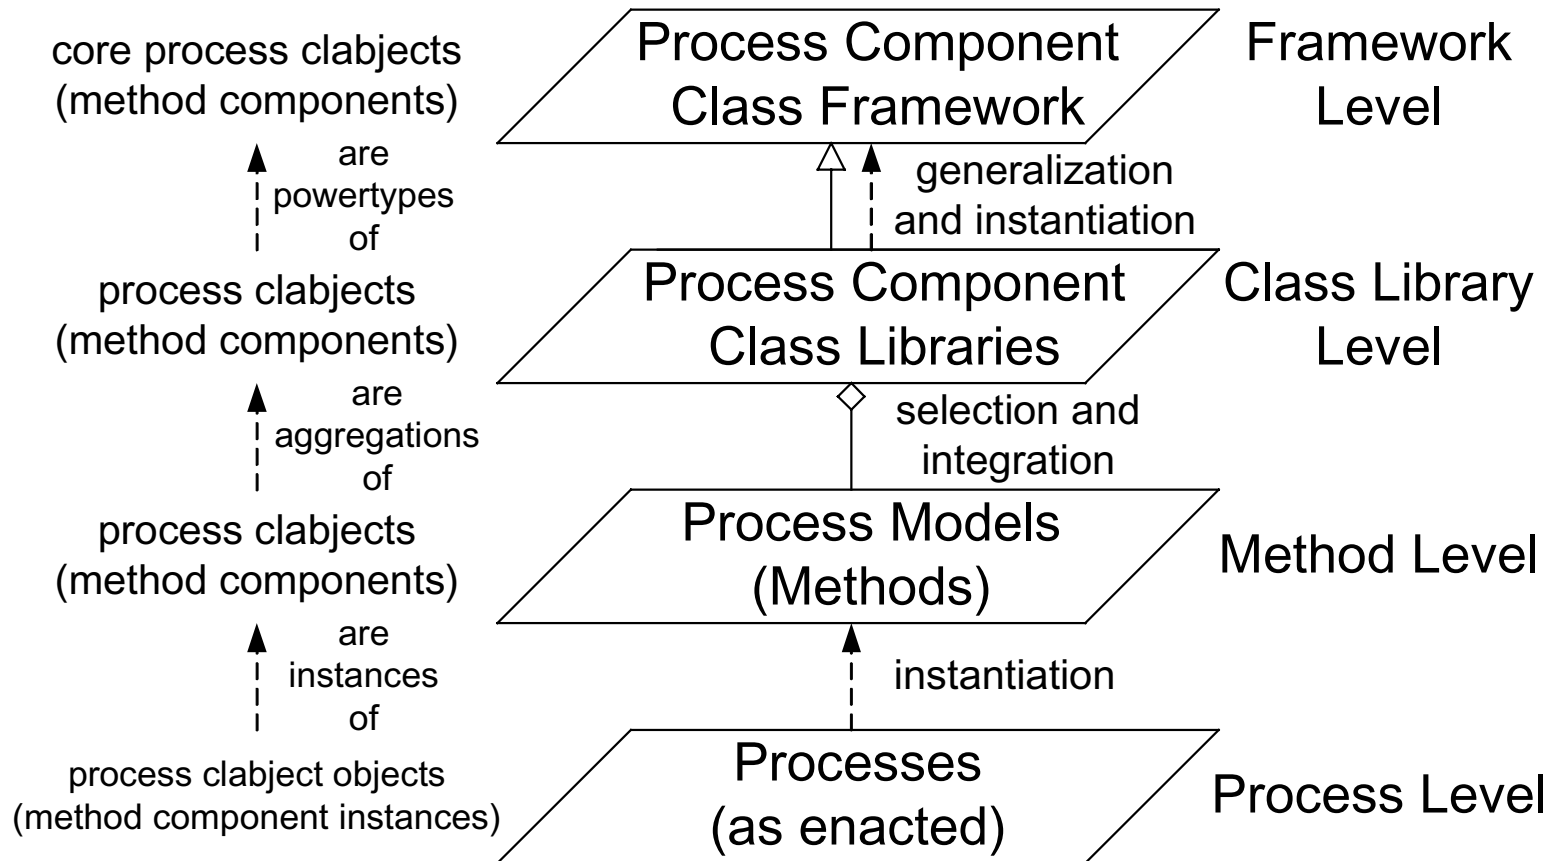 core process clabjects
(method components)
Process Component
Class Framework
Framework
Level
are
powertypes
of
generalization
and instantiation
process clabjects
(method components)
Process Component
Class Libraries
Class Library
Level
are
aggregations
of
selection and
integration
process clabjects
(method components)
Process Models
(Methods)
Method Level
are
instances
of
instantiation
process clabject objects
(method component instances)
Processes
(as enacted)
Process Level